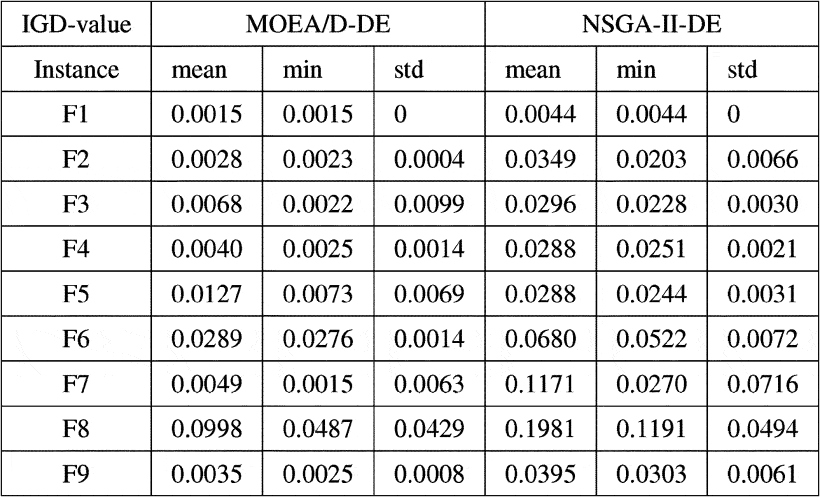 IGD-value MOEA/D-DE NSGA-II-DE
Instance mean min std mean min std
F1 0.0015 0.0015 0 0.0044 0.0044 0
F2 0.0028 0.0023 0.0004 0.0349 0.0203 0.0066
F3 0.0068 0.0022 0.0099 0.0296 0.0228 0.0030
F4 0.0040 0.0025 0.0014 0.0288 0.0251 0.0021
F5 0.0127 0.0073 0.0069 0.0288 0.0244 0.0031
F6 0.0289 0.0276 0.0014 0.0680 0.0522 0.0072
F7 0.0049 0.0015 0.0063 0.1171 0.0270 0.0716
F8 0.0998 0.0487 0.0429 0.1981 0.1191 0.0494
F9 0.0035 0.0025 0.0008 0.0395 0.0303 0.0061